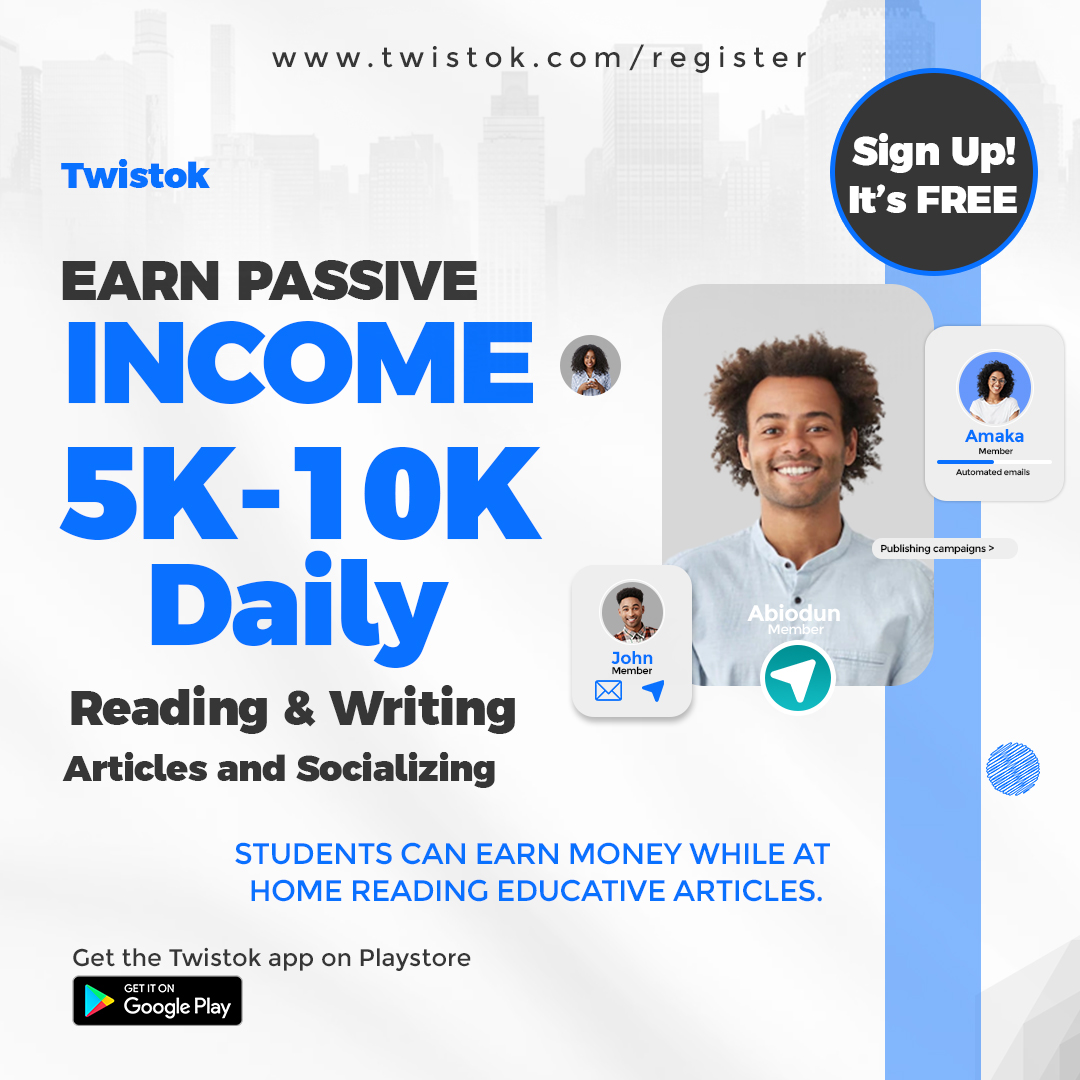 www.twistok.com/register
Sign Up!
It's FREE
Twistok
EARN PASSIVE
INCOME
5K-10K
Daily
Reading & Writing
Articles and Socializing
Amaka
Member
Automated emails
Publishing campaigns >
Abiodun
Member
John
Member
STUDENTS CAN EARN MONEY WHILE AT
HOME READING EDUCATIVE ARTICLES.
Get the Twistok app on Playstore
GET IT ON
Google Play